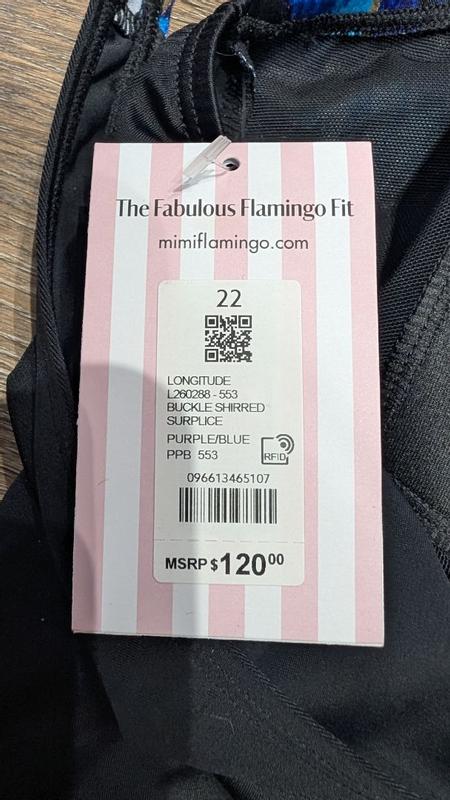 The Fabulous Flamingo Fit
mimiflamingo.com
22
LONGITUDE
L260288 - 553
BUCKLE SHIRRED
SURPLICE
PURPLE/BLUE
PPB 553
RFID
096613465107
MSRP $120.00